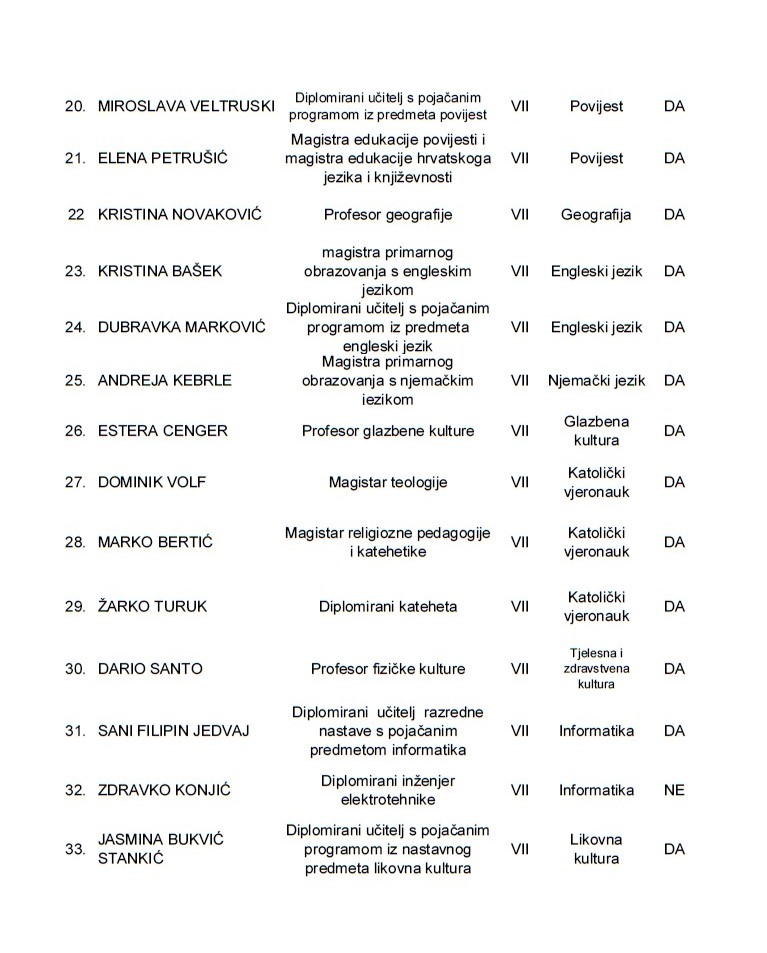 20. MIROSLAVA VELTRUSKI Diplomirani učitelj s pojačanim programom iz predmeta povijest VII Povijest DA
21. ELENA PETRUŠIĆ Magistra edukacije povijesti i magistra edukacije hrvatskoga jezika i književnosti VII Povijest DA
22 KRISTINA NOVAKOVIĆ Profesor geografije VII Geografija DA
23. KRISTINA BAŠEK magistra primarnog obrazovanja s engleskim jezikom VII Engleski jezik DA
24. DUBRAVKA MARKOVIĆ Diplomirani učitelj s pojačanim programom iz predmeta engleski jezik VII Engleski jezik DA
25. ANDREJA KEBRLE Magistra primarnog obrazovanja s njemačkim jezikom VII Njemački jezik DA
26. ESTERA CENGER Profesor glazbene kulture VII Glazbena kultura DA
27. DOMINIK VOLF Magistar teologije VII Katolički vjeronauk DA
28. MARKO BERTIĆ Magistar religiozne pedagogije i katehetike VII Katolički vjeronauk DA
29. ŽARKO TURUK Diplomirani kateheta VII Katolički vjeronauk DA
30. DARIO SANTO Profesor fizičke kulture VII Tjelesna i zdravstvena kultura DA
31. SANI FILIPIN JEDVAJ Diplomirani učitelj razredne nastave s pojačanim predmetom informatika VII Informatika DA
32. ZDRAVKO KONJIĆ Diplomirani inženjer elektrotehnike VII Informatika NE
33. JASMINA BUKVIĆ STANKIĆ Diplomirani učitelj s pojačanim programom iz nastavnog predmeta likovna kultura VII Likovna kultura DA